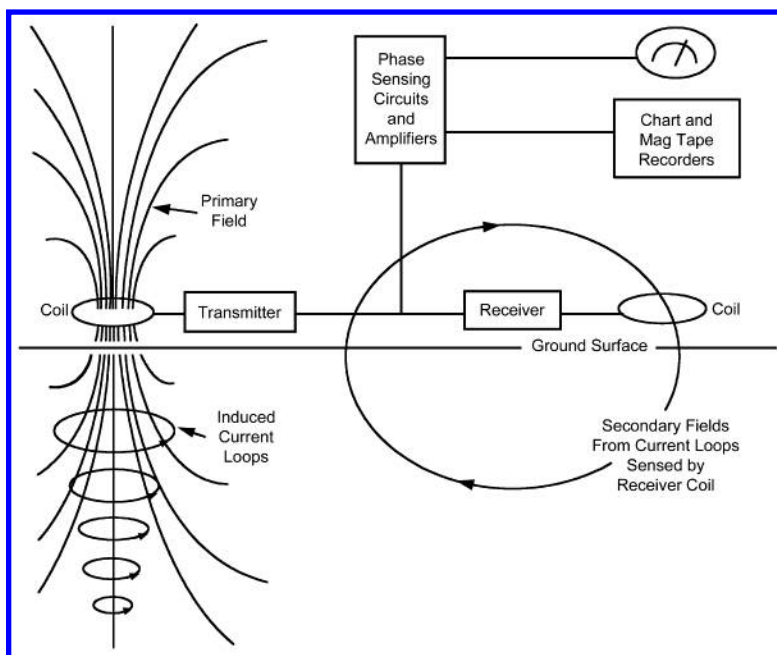 Phase
Sensing
Circuits
and
Amplifiers
Chart and
Mag Tape
Recorders
Primary
Field
Coil
Transmitter
Receiver
Coil
Ground Surface
Induced
Current
Loops
Secondary Fields
From Current Loops
Sensed by
Receiver Coil